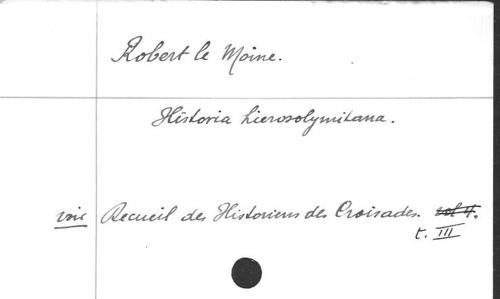 Robert le Moine.
Historia hierosolymitana.
voir Recueil des Historiens des Croisades. vol 4.
t. III